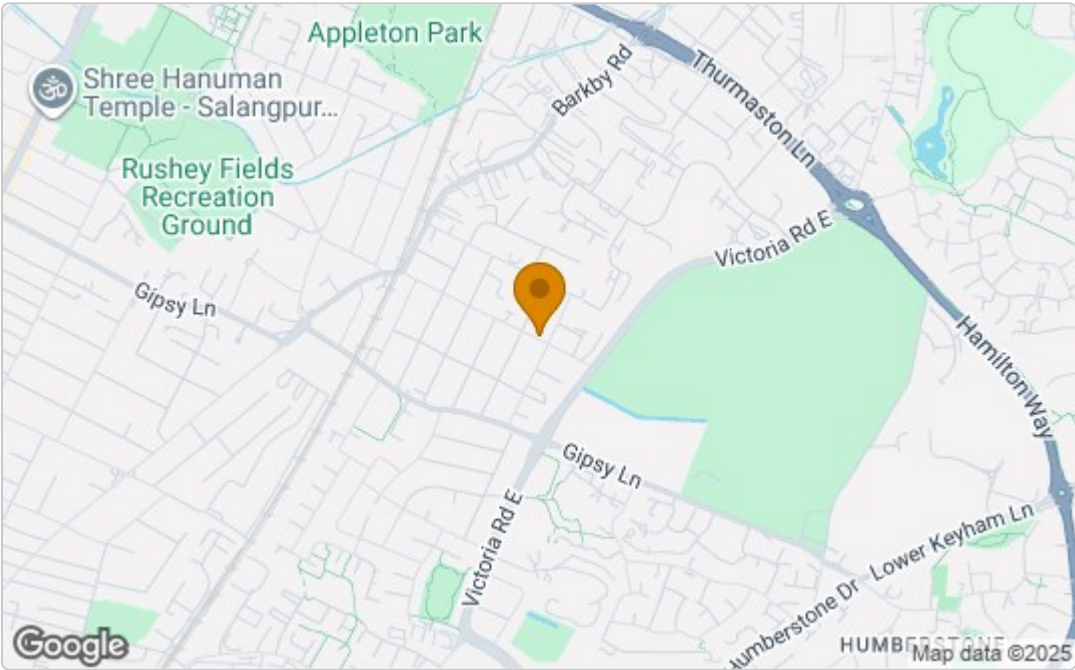 Appleton Park
Shree Hanuman
Temple - Salangpur...
Barkby Rd
Thurmaston Ln
Rushey Fields
Recreation
Ground
Victoria Rd E
Gipsy Ln
Hamilton Way
Gipsy Ln
Victoria Rd E
Lower Keyham Ln
Humberstone Dr
HUMBERSTONE
Google
Map data ©2025